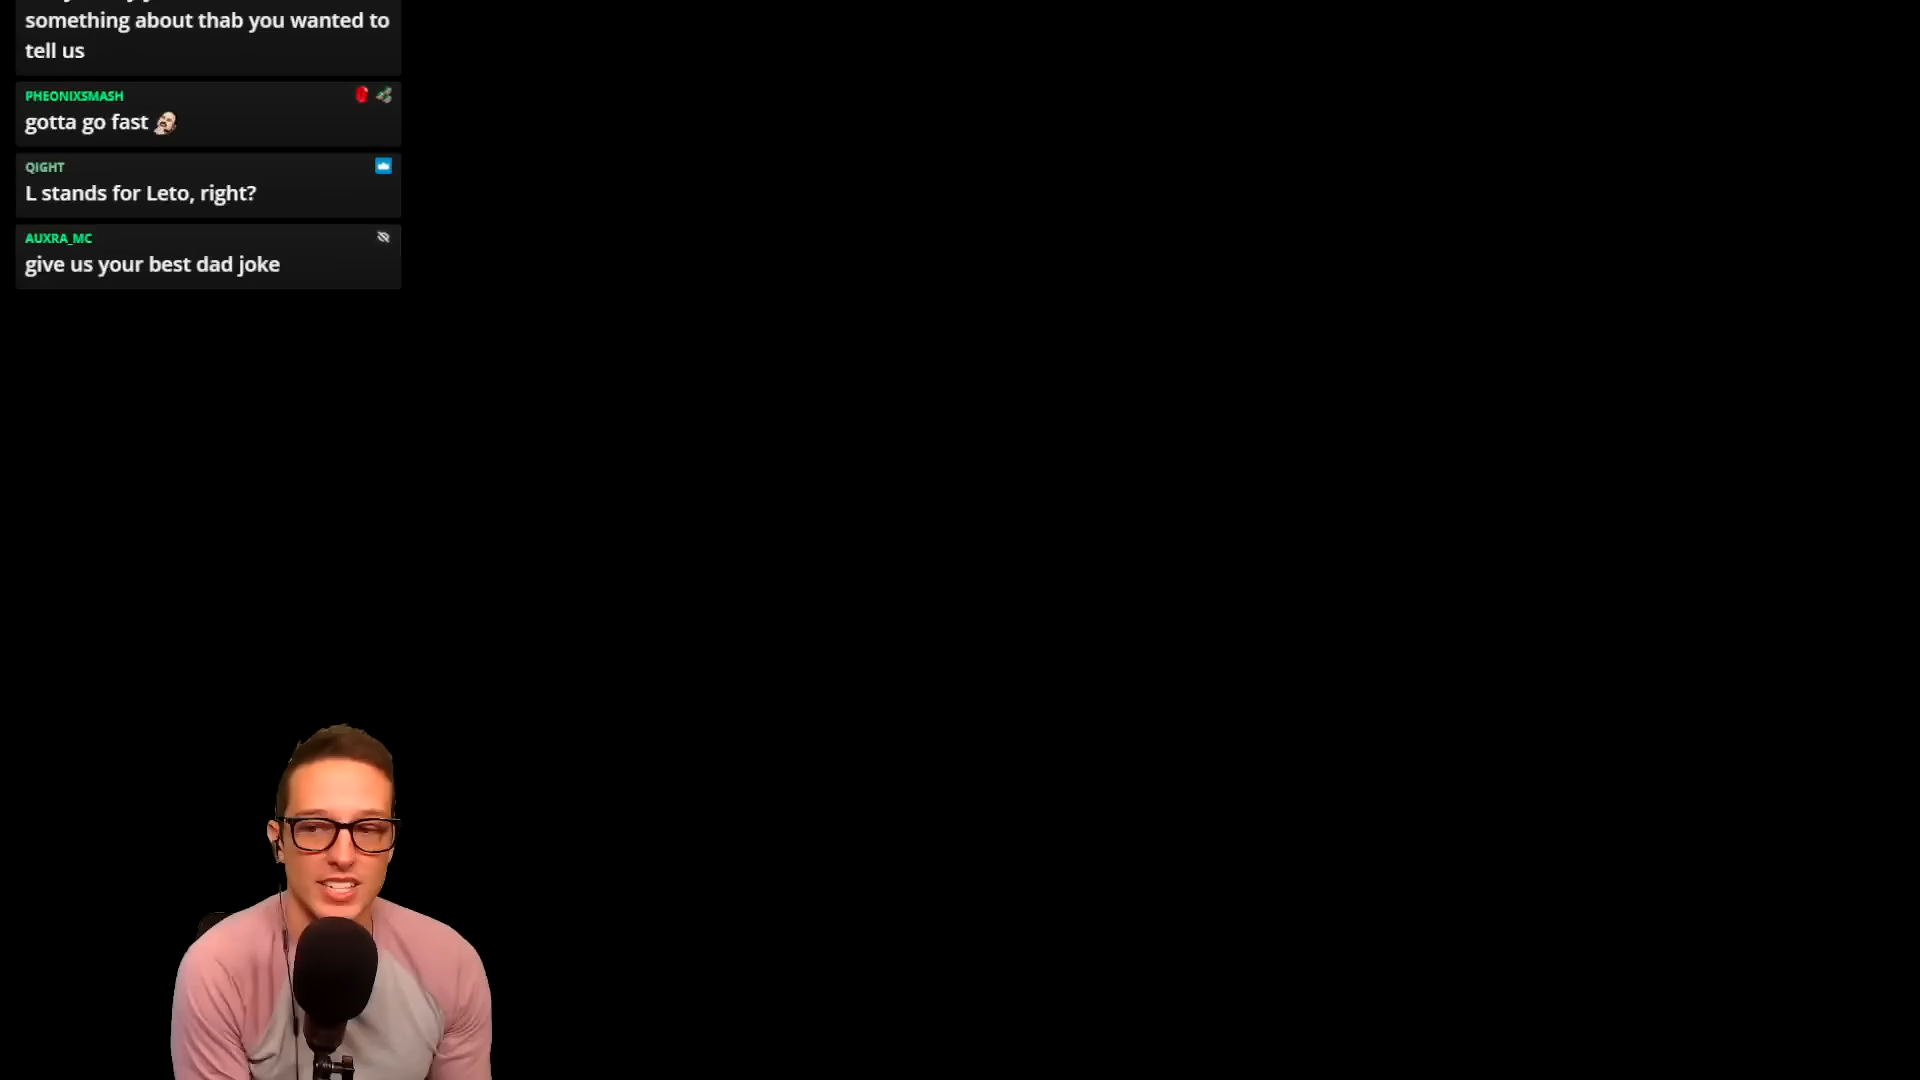 something about thab you wanted to
tell us
PHEONIXSMASH
gotta go fast
QIGHT
L stands for Leto, right?
AUXRA_MC
give us your best dad joke